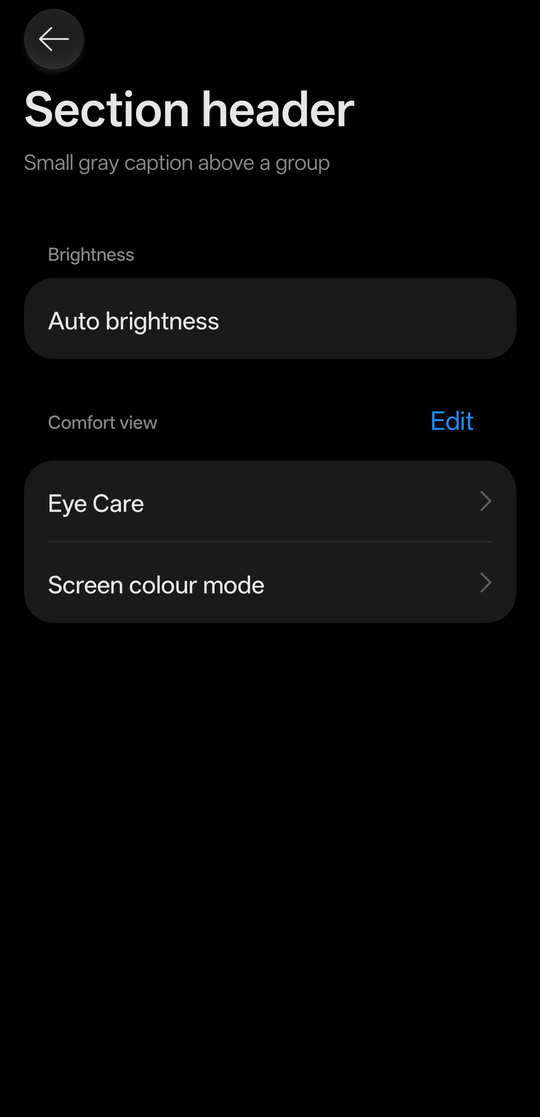 Section header
Small gray caption above a group
Brightness
Auto brightness
Comfort view
Edit
Eye Care
Screen colour mode